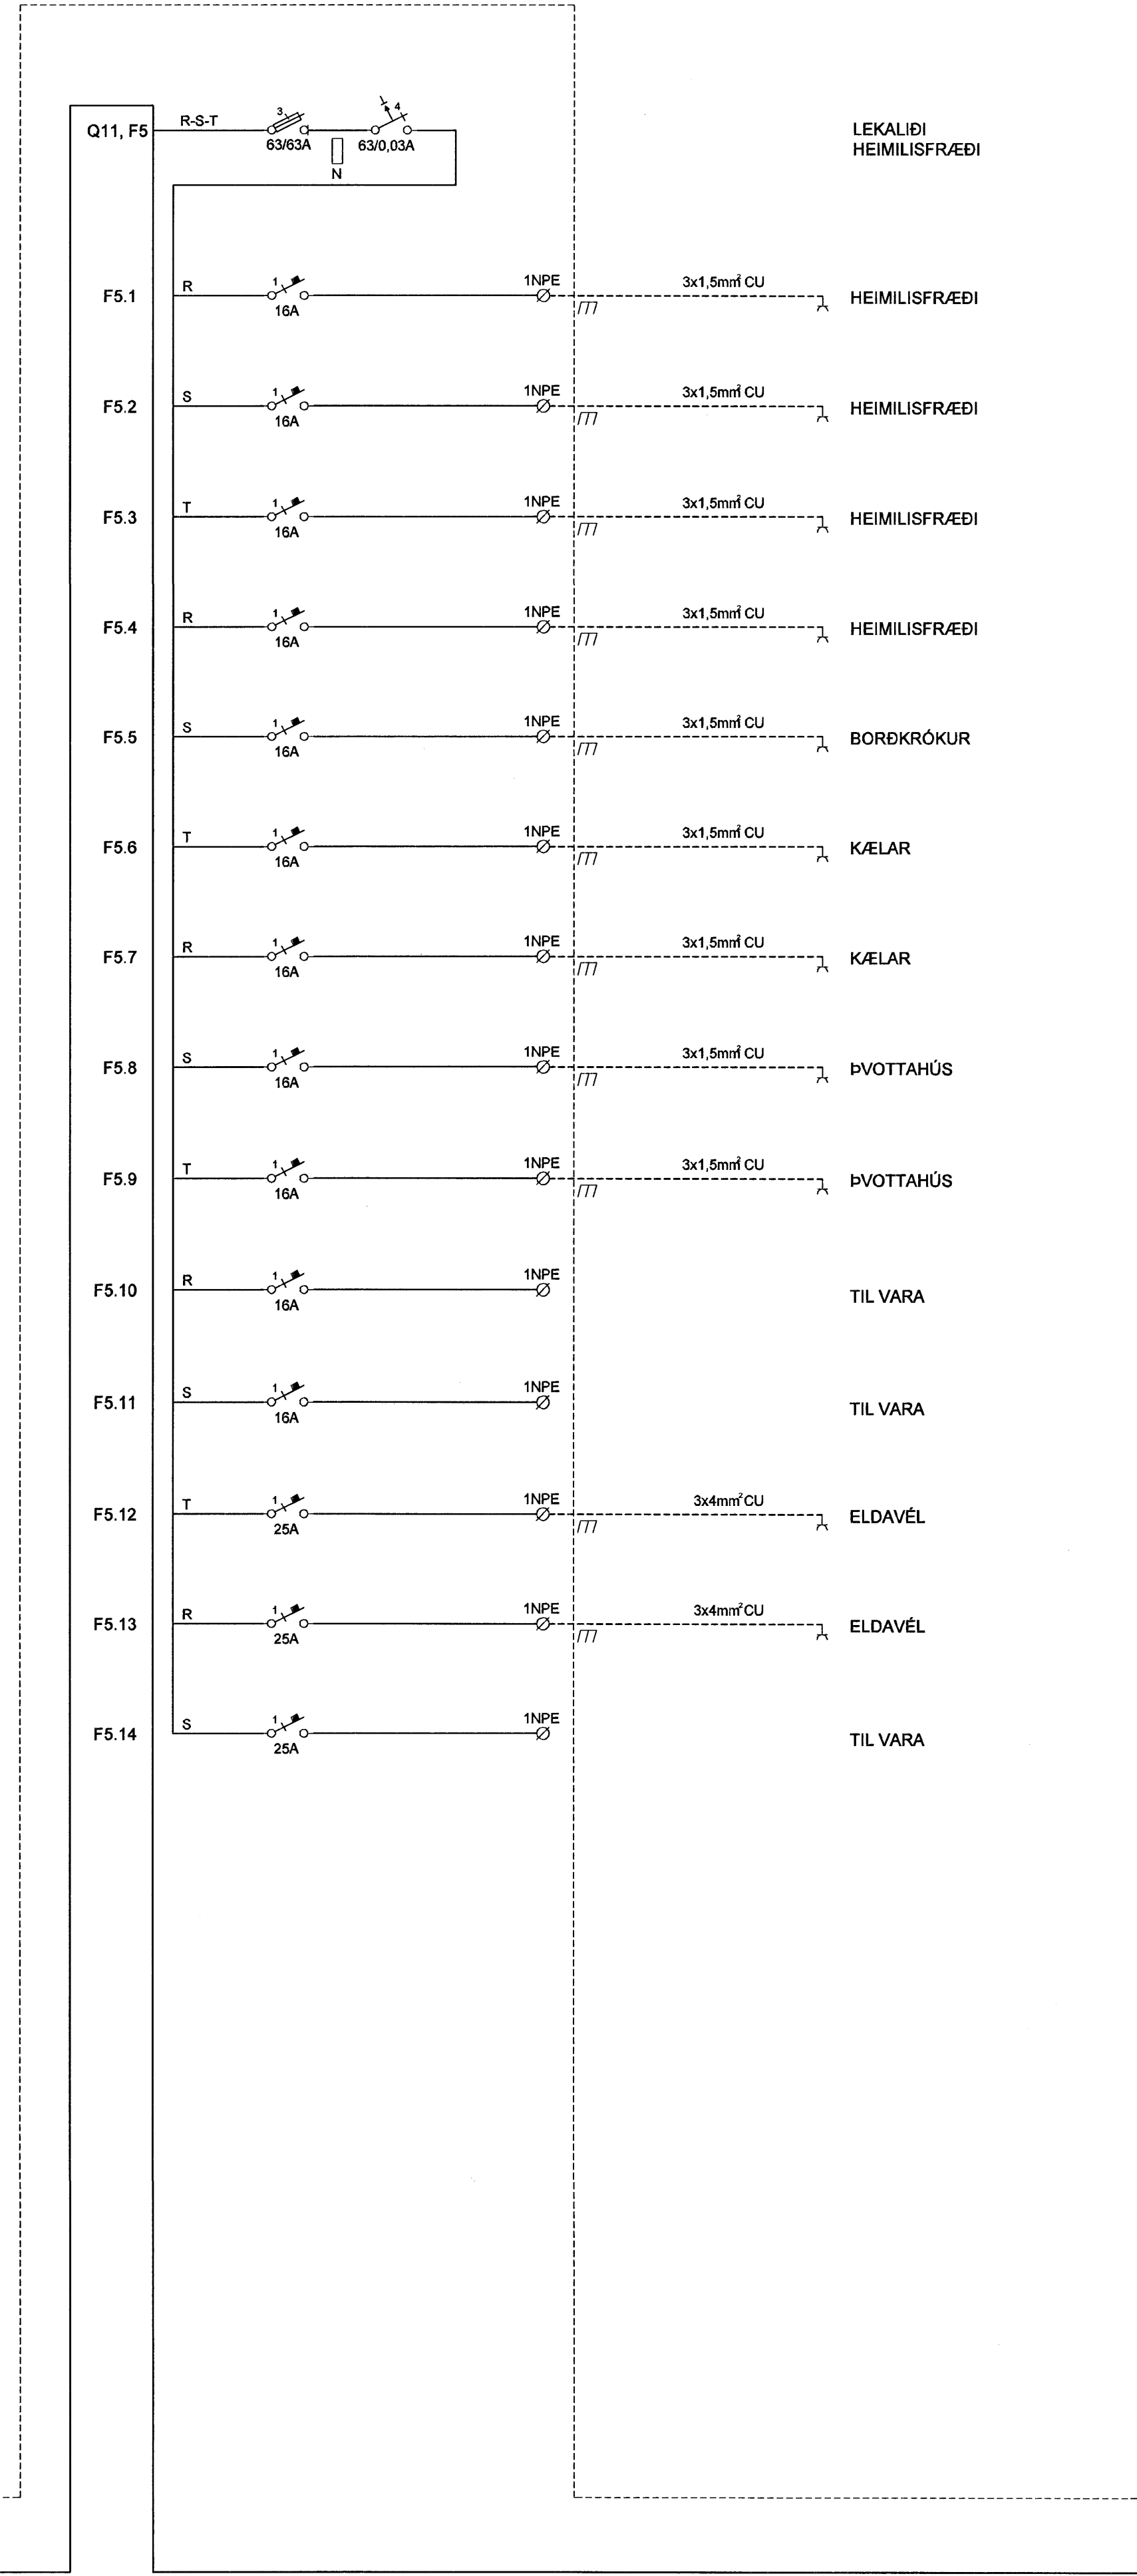 Q11, F5 R-S-T 3 63/63A N 4 63/0,03A LEKALIÐI
HEIMILISFRÆÐI
F5.1 R 1 16A 1NPE 3x1,5mm² CU HEIMILISFRÆÐI
F5.2 S 1 16A 1NPE 3x1,5mm² CU HEIMILISFRÆÐI
F5.3 T 1 16A 1NPE 3x1,5mm² CU HEIMILISFRÆÐI
F5.4 R 1 16A 1NPE 3x1,5mm² CU HEIMILISFRÆÐI
F5.5 S 1 16A 1NPE 3x1,5mm² CU BORÐKRÓKUR
F5.6 T 1 16A 1NPE 3x1,5mm² CU KÆLAR
F5.7 R 1 16A 1NPE 3x1,5mm² CU KÆLAR
F5.8 S 1 16A 1NPE 3x1,5mm² CU ÞVOTTAHÚS
F5.9 T 1 16A 1NPE 3x1,5mm² CU ÞVOTTAHÚS
F5.10 R 1 16A 1NPE TIL VARA
F5.11 S 1 16A 1NPE TIL VARA
F5.12 T 1 25A 1NPE 3x4mm² CU ELDAVÉL
F5.13 R 1 25A 1NPE 3x4mm² CU ELDAVÉL
F5.14 S 1 25A 1NPE TIL VARA